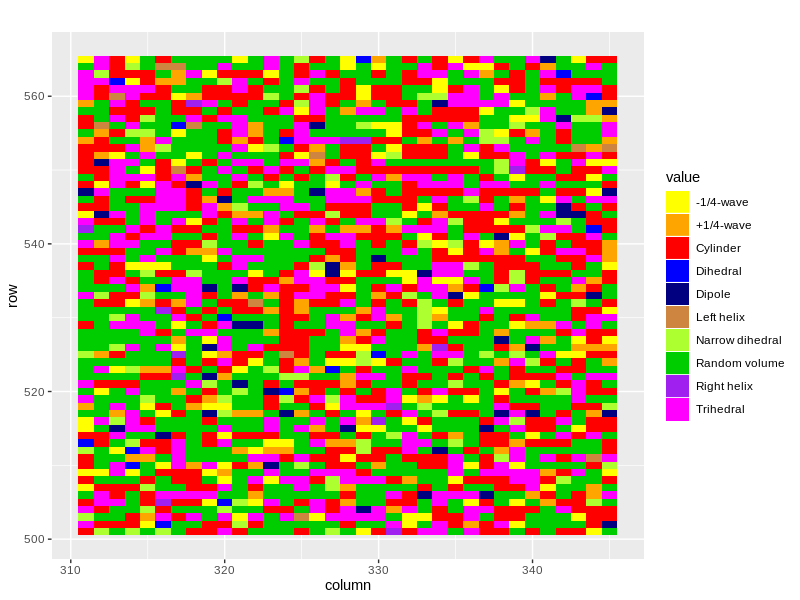 560
540
520
500
310
320
330
340
column
row
value
-1/4-wave
+1/4-wave
Cylinder
Dihedral
Dipole
Left helix
Narrow dihedral
Random volume
Right helix
Trihedral